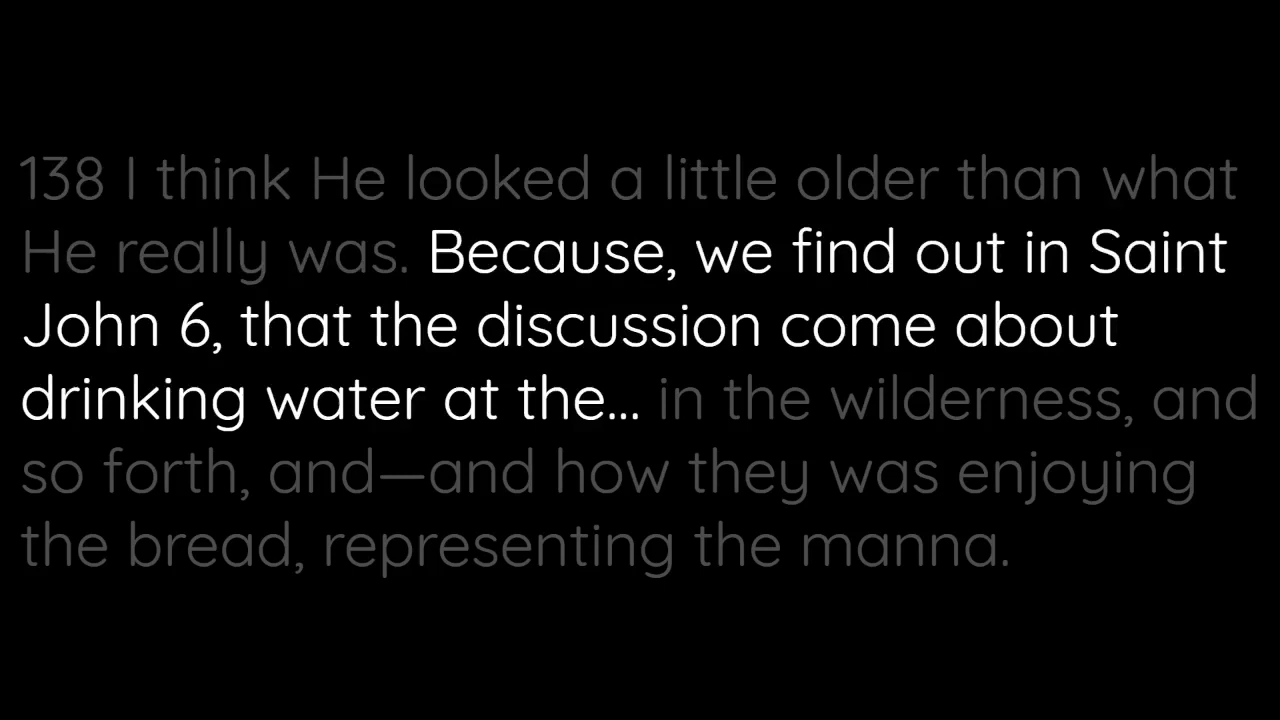 138 I think He looked a little older than what
He really was. Because, we find out in Saint
John 6, that the discussion come about
drinking water at the... in the wilderness, and
so forth, and—and how they was enjoying
the bread, representing the manna.